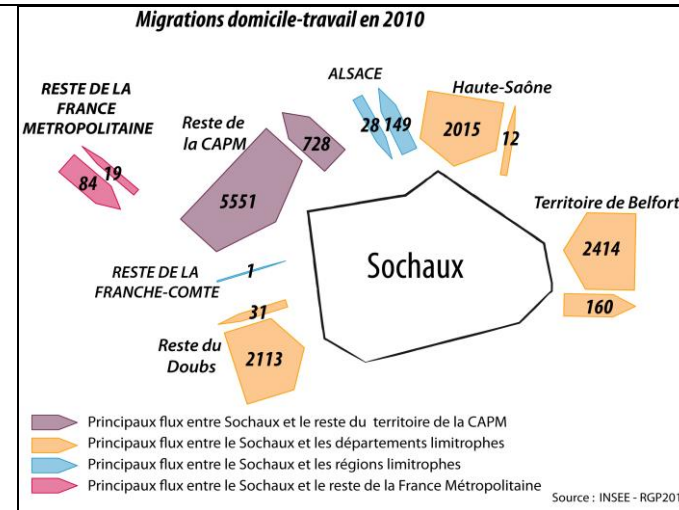 Migrations domicile-travail en 2010
ALSACE
Haute-Saône
RESTE DE LA
FRANCE
METROPOLITAINE
Reste de
la CAPM
728
28
149
2015
12
19
84
5551
Territoire de Belfort
2414
Sochaux
1
RESTE DE LA
FRANCHE-COMTE
160
31
Reste du
Doubs
2113
Principaux flux entre Sochaux et le reste du territoire de la CAPM
Principaux flux entre le Sochaux et les départements limitrophes
Principaux flux entre le Sochaux et les régions limitrophes
Principaux flux entre le Sochaux et le reste de la France Métropolitaine
Source : INSEE - RGP201